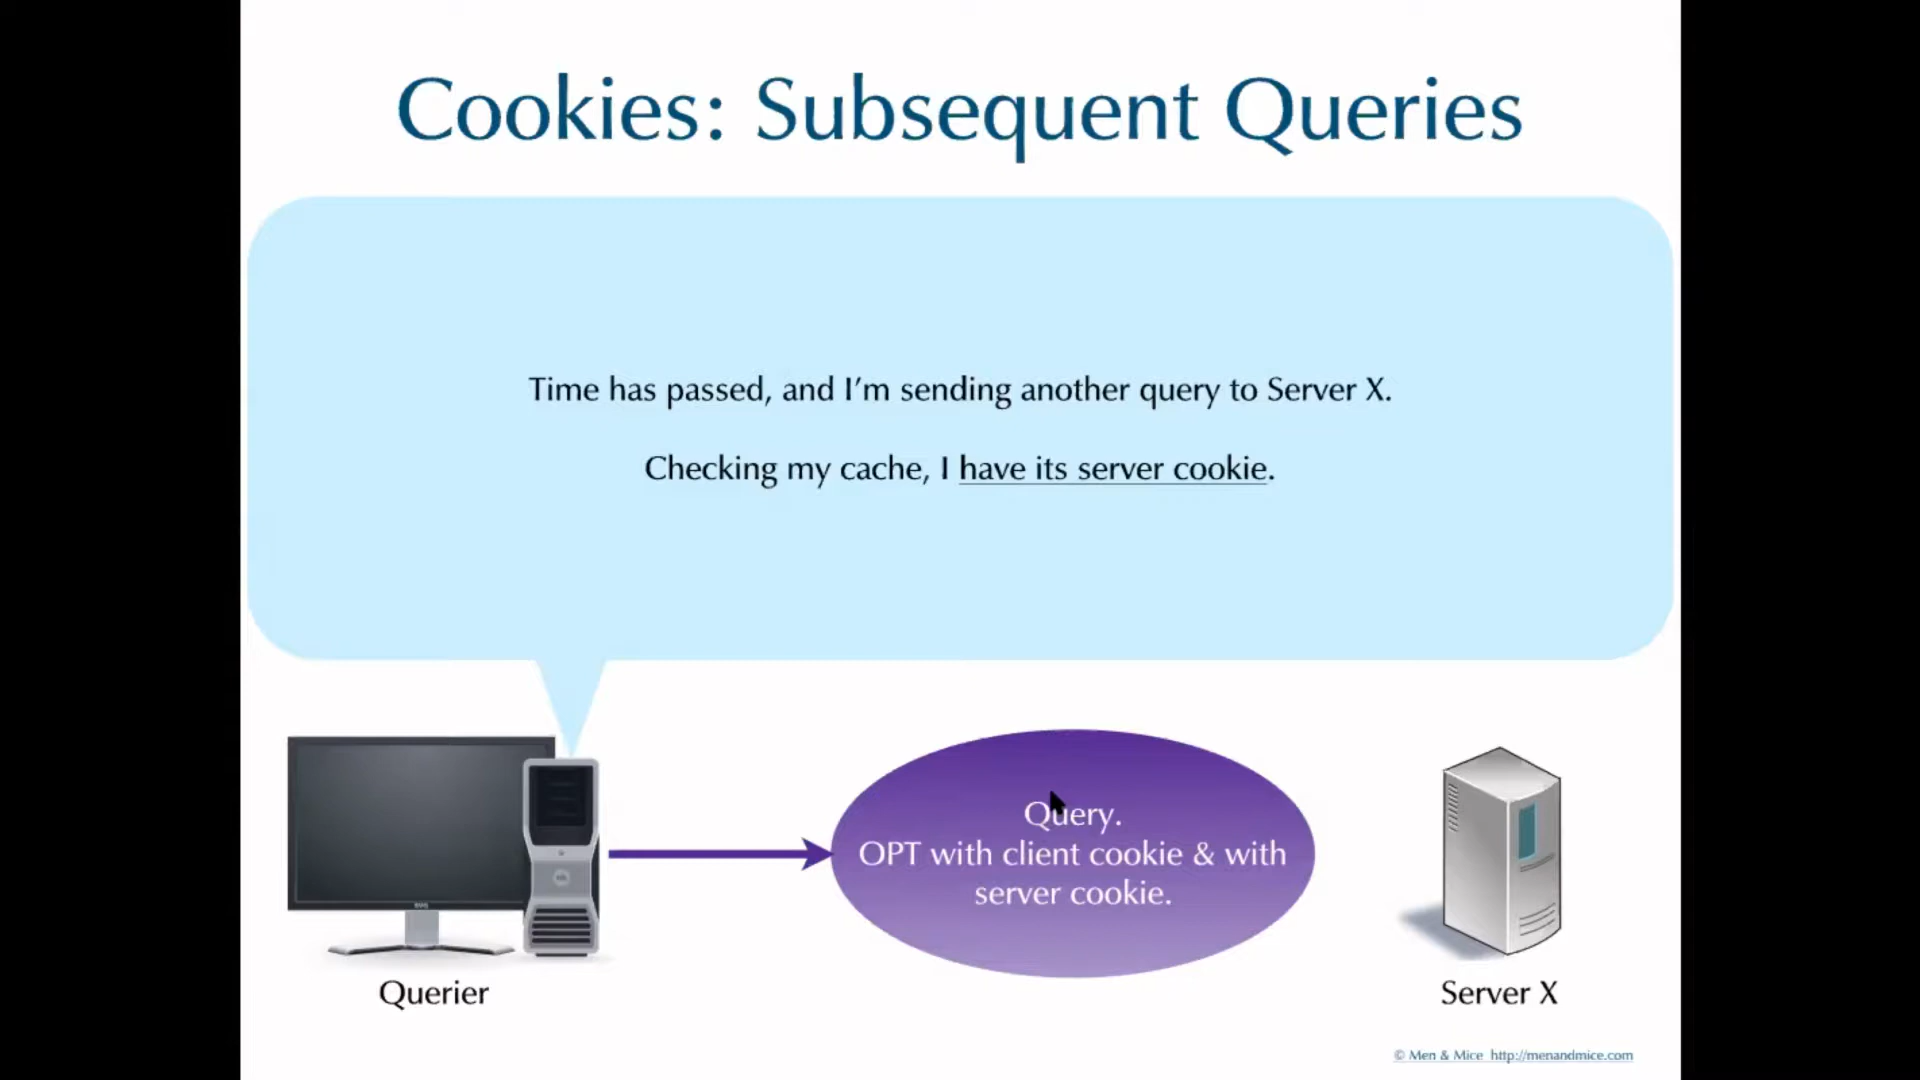 Cookies: Subsequent Queries
Time has passed, and I’m sending another query to Server X.
Checking my cache, I have its server cookie.
Query.
OPT with client cookie & with
server cookie.
Querier
Server X
© Men & Mice http://menandmice.com